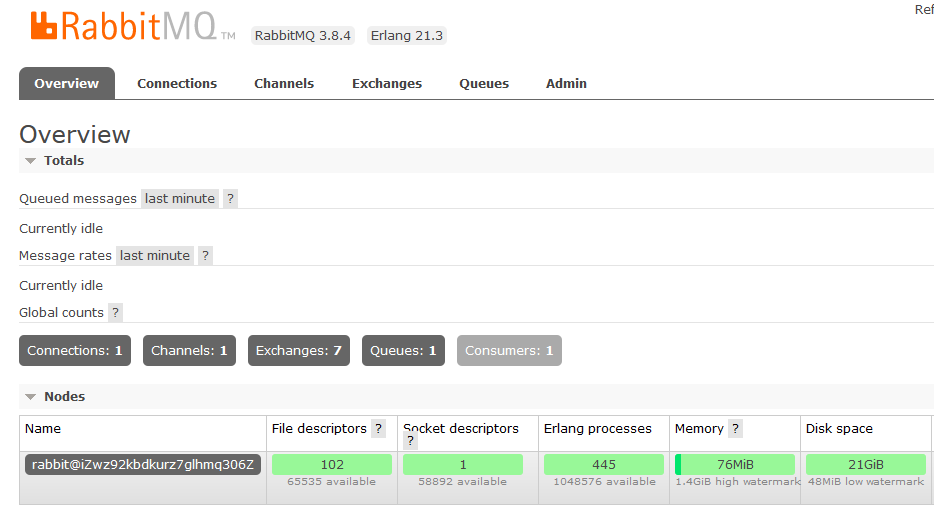 Ref
RabbitMQ TM RabbitMQ 3.8.4 Erlang 21.3
Overview Connections Channels Exchanges Queues Admin
Overview
Totals
Queued messages last minute ?
Currently idle
Message rates last minute ?
Currently idle
Global counts ?
Connections: 1 Channels: 1 Exchanges: 7 Queues: 1 Consumers: 1
Nodes
Name File descriptors ? Socket descriptors ? Erlang processes Memory ? Disk space
rabbit@iZwz92kbdkurz7glhmq306Z 102 1 445 76MiB 21GiB
65535 available 58892 available 1048576 available 1.4GiB high watermark 48MiB low watermark